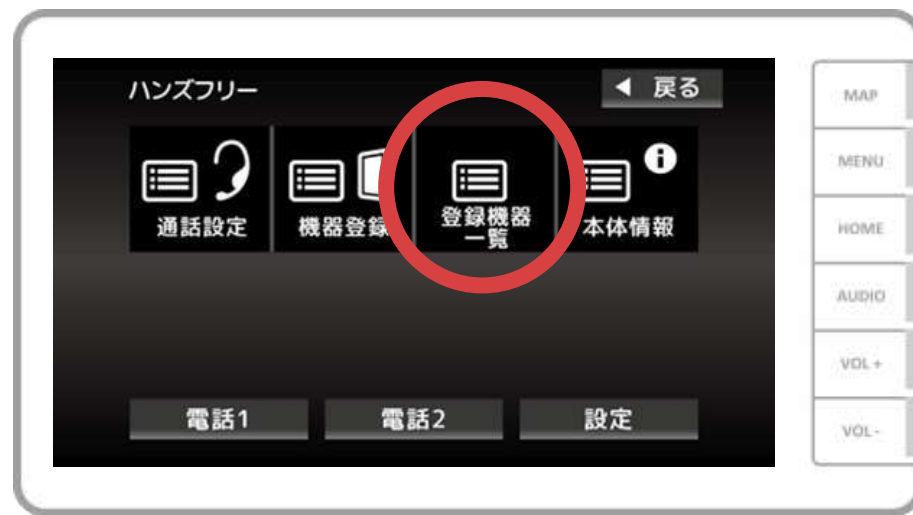 ハンズフリー
◀ 戻る
通話設定
機器登録
登録機器
一覧
本体情報
電話1
電話2
設定
MAP
MENU
HOME
AUDIO
VOL+
VOL-